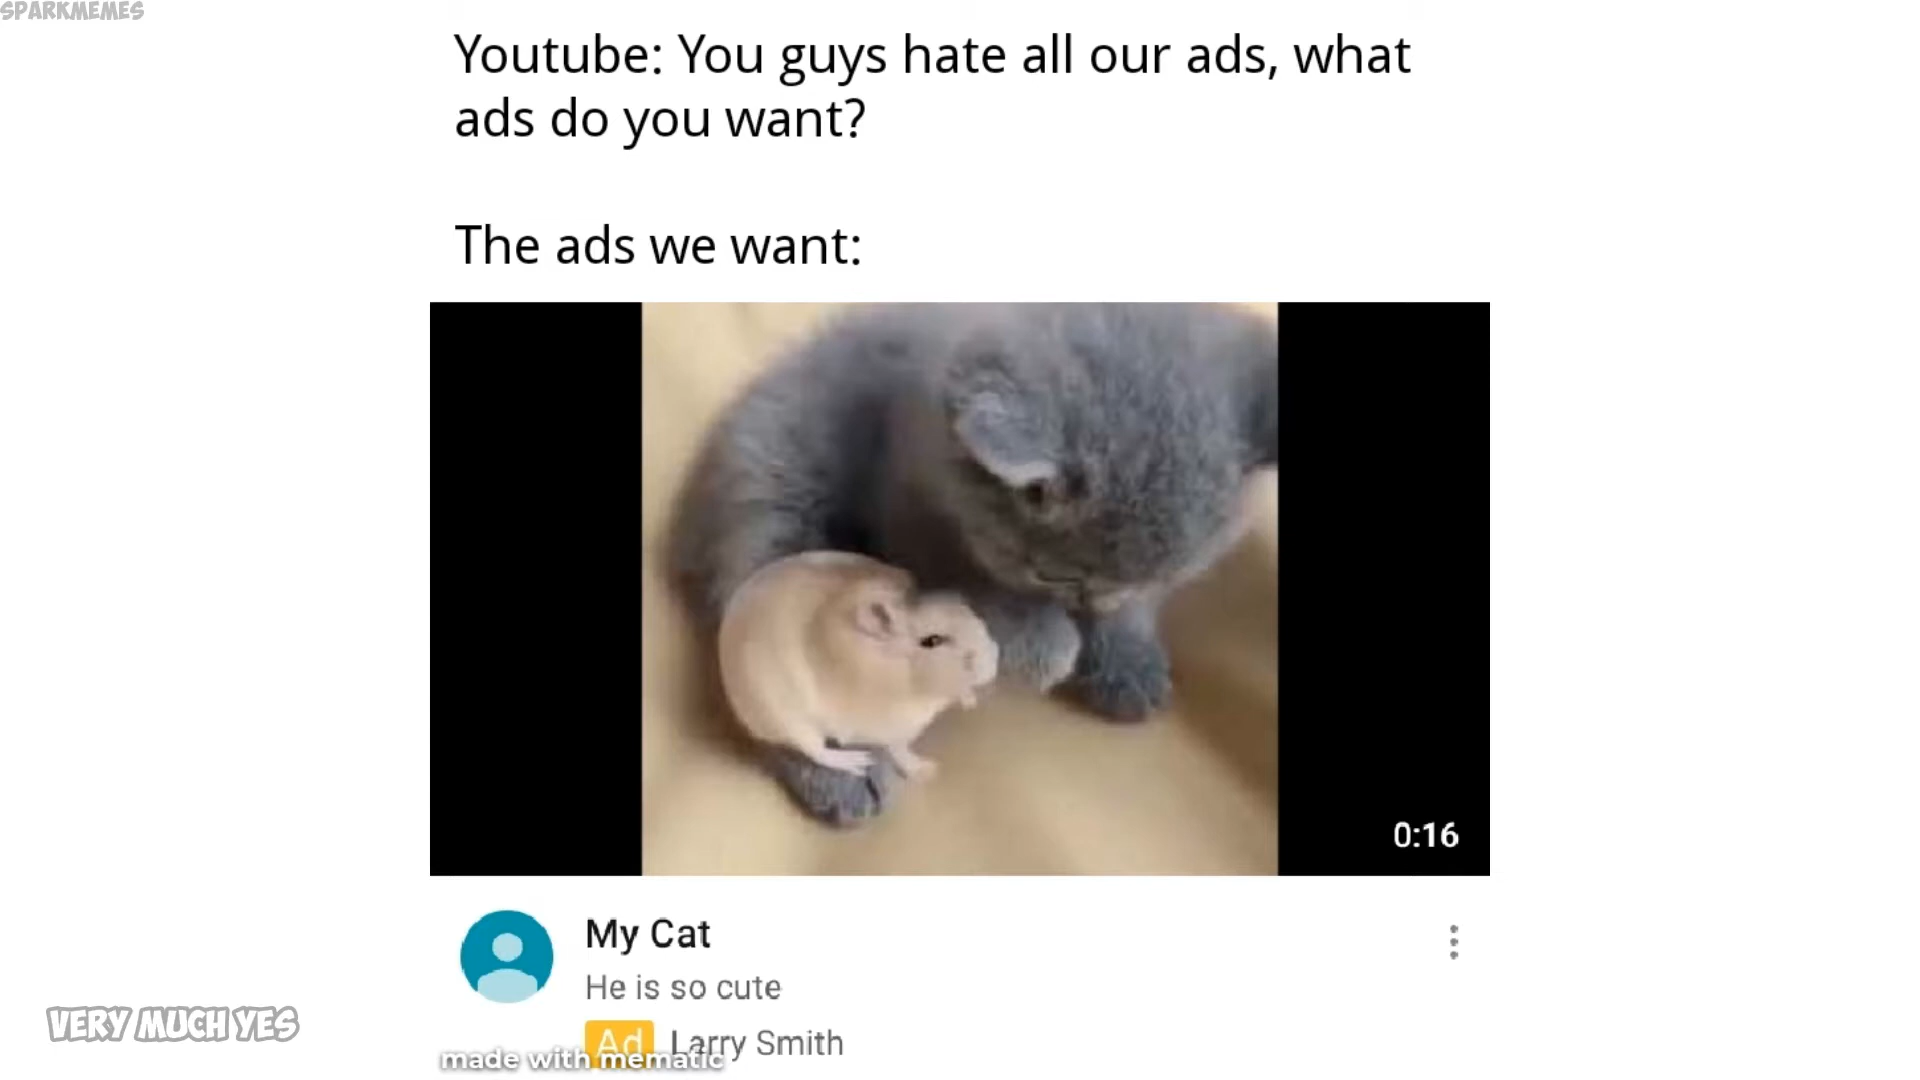 SPARKMEMES
Youtube: You guys hate all our ads, what
ads do you want?
The ads we want:
0:16
My Cat
He is so cute
Ad Larry Smith
VERY MUCH YES
made with mematic